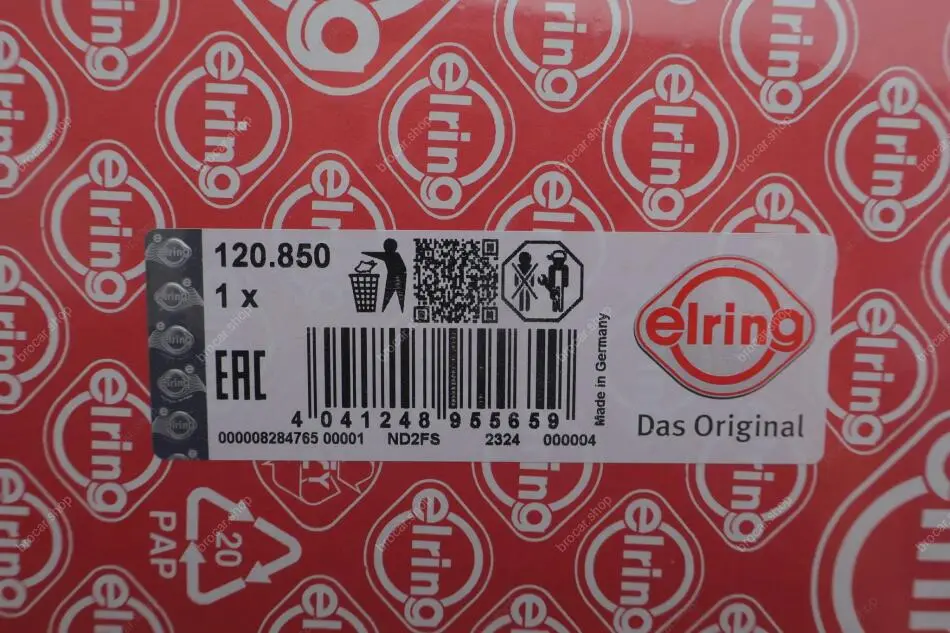 120.850
1 x
EAC
4 041248 955659
000008284765 00001 ND2FS 2324 000004
Made in Germany
elring
Das Original
20
PAP
elring
brocar.shop